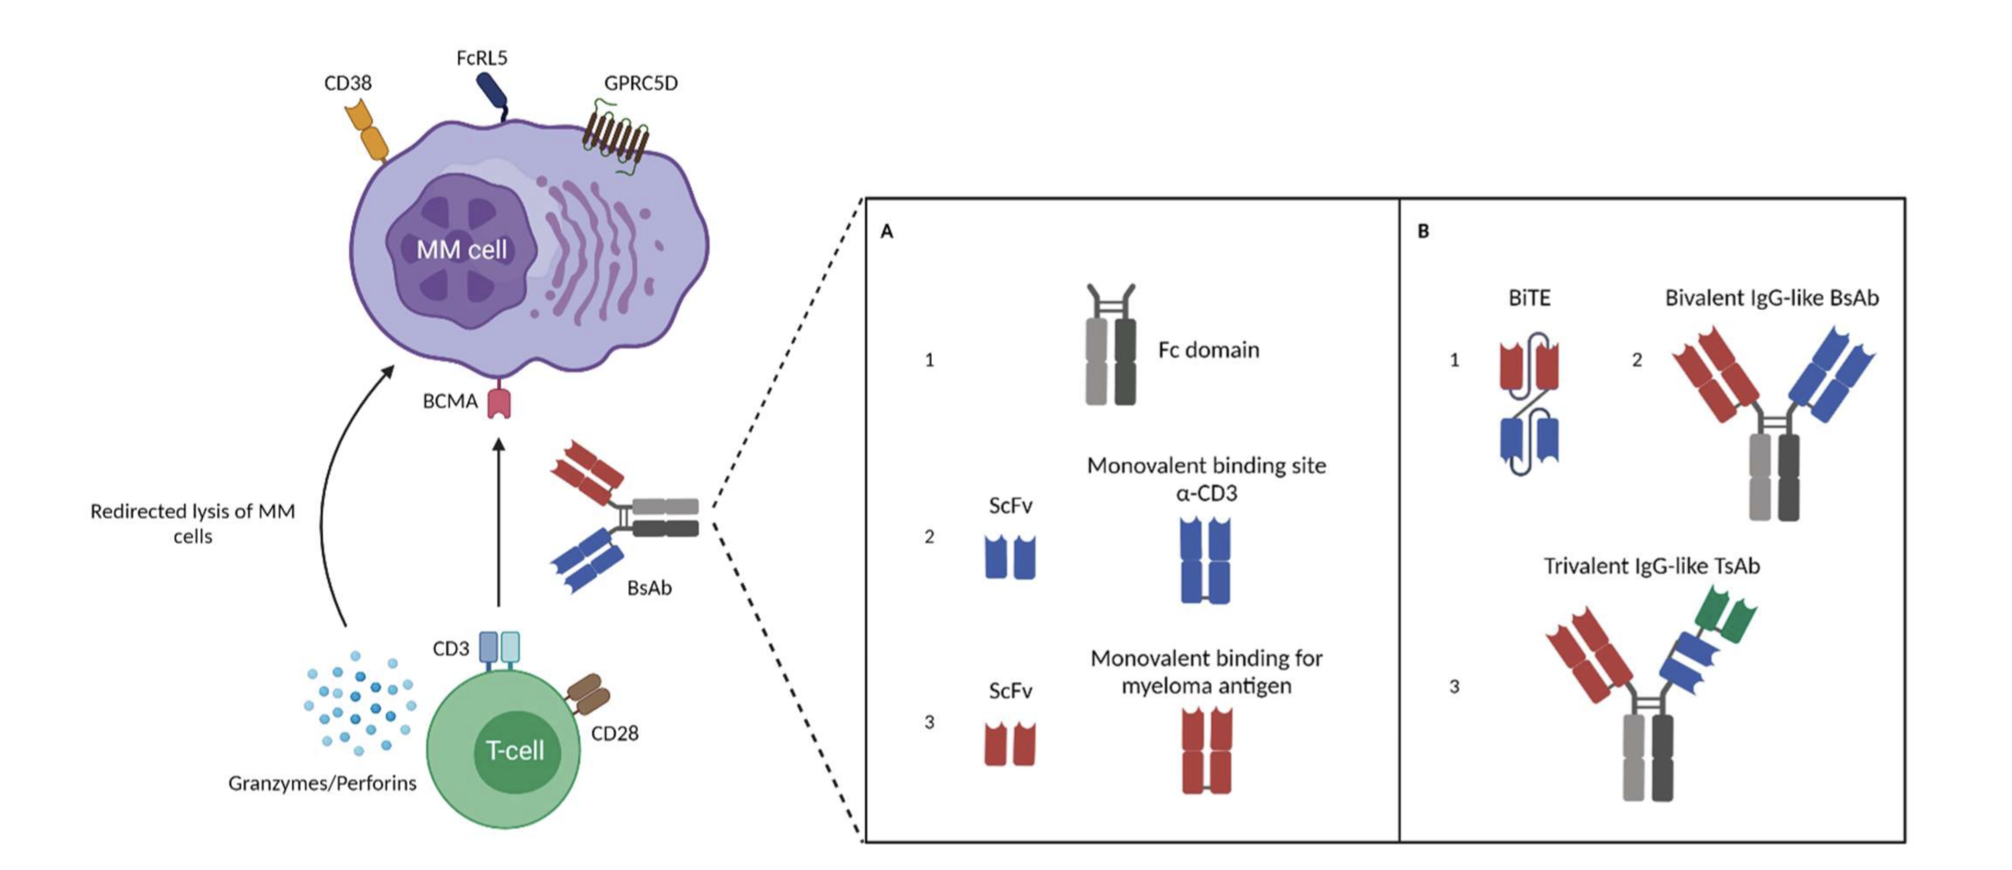 FcRL5
CD38
GPRC5D
MM cell
BCMA
Redirected lysis of MM
cells
BsAb
CD3
CD28
T-cell
Granzymes/Perforins
A
1
Fc domain
Monovalent binding site
α-CD3
ScFv
2
Monovalent binding for
myeloma antigen
ScFv
3
B
BiTE
Bivalent IgG-like BsAb
1
2
Trivalent IgG-like TsAb
3